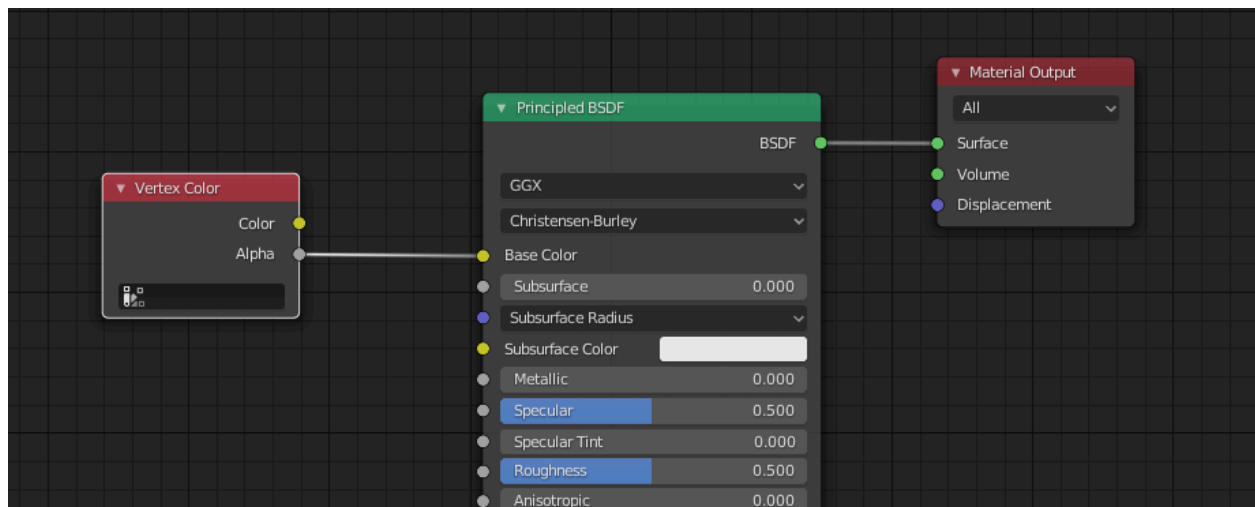 Vertex Color
Color
Alpha
Principled BSDF
BSDF
GGX
Christensen-Burley
Base Color
Subsurface 0.000
Subsurface Radius
Subsurface Color
Metallic 0.000
Specular 0.500
Specular Tint 0.000
Roughness 0.500
Anisotropic 0.000
Material Output
All
Surface
Volume
Displacement